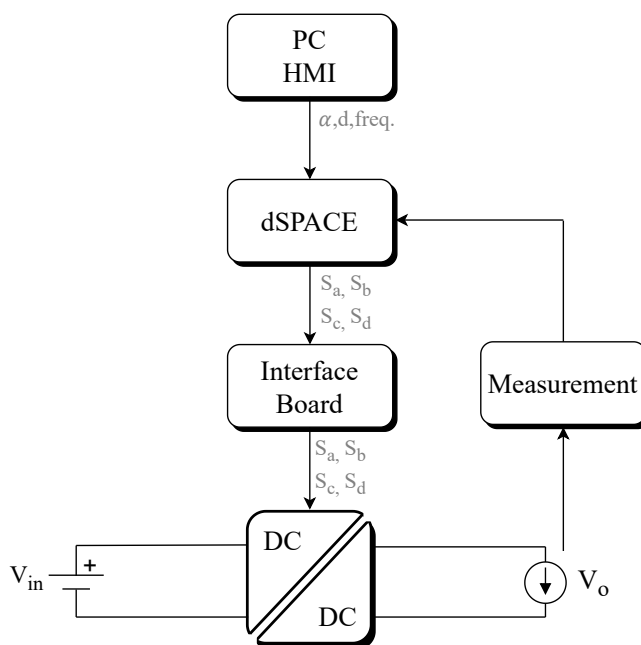 PC
HMI
α,d,freq.
dSPACE
Sa, Sb
Sc, Sd
Interface
Board
Measurement
Sa, Sb
Sc, Sd
DC
+
Vin
Vo
DC